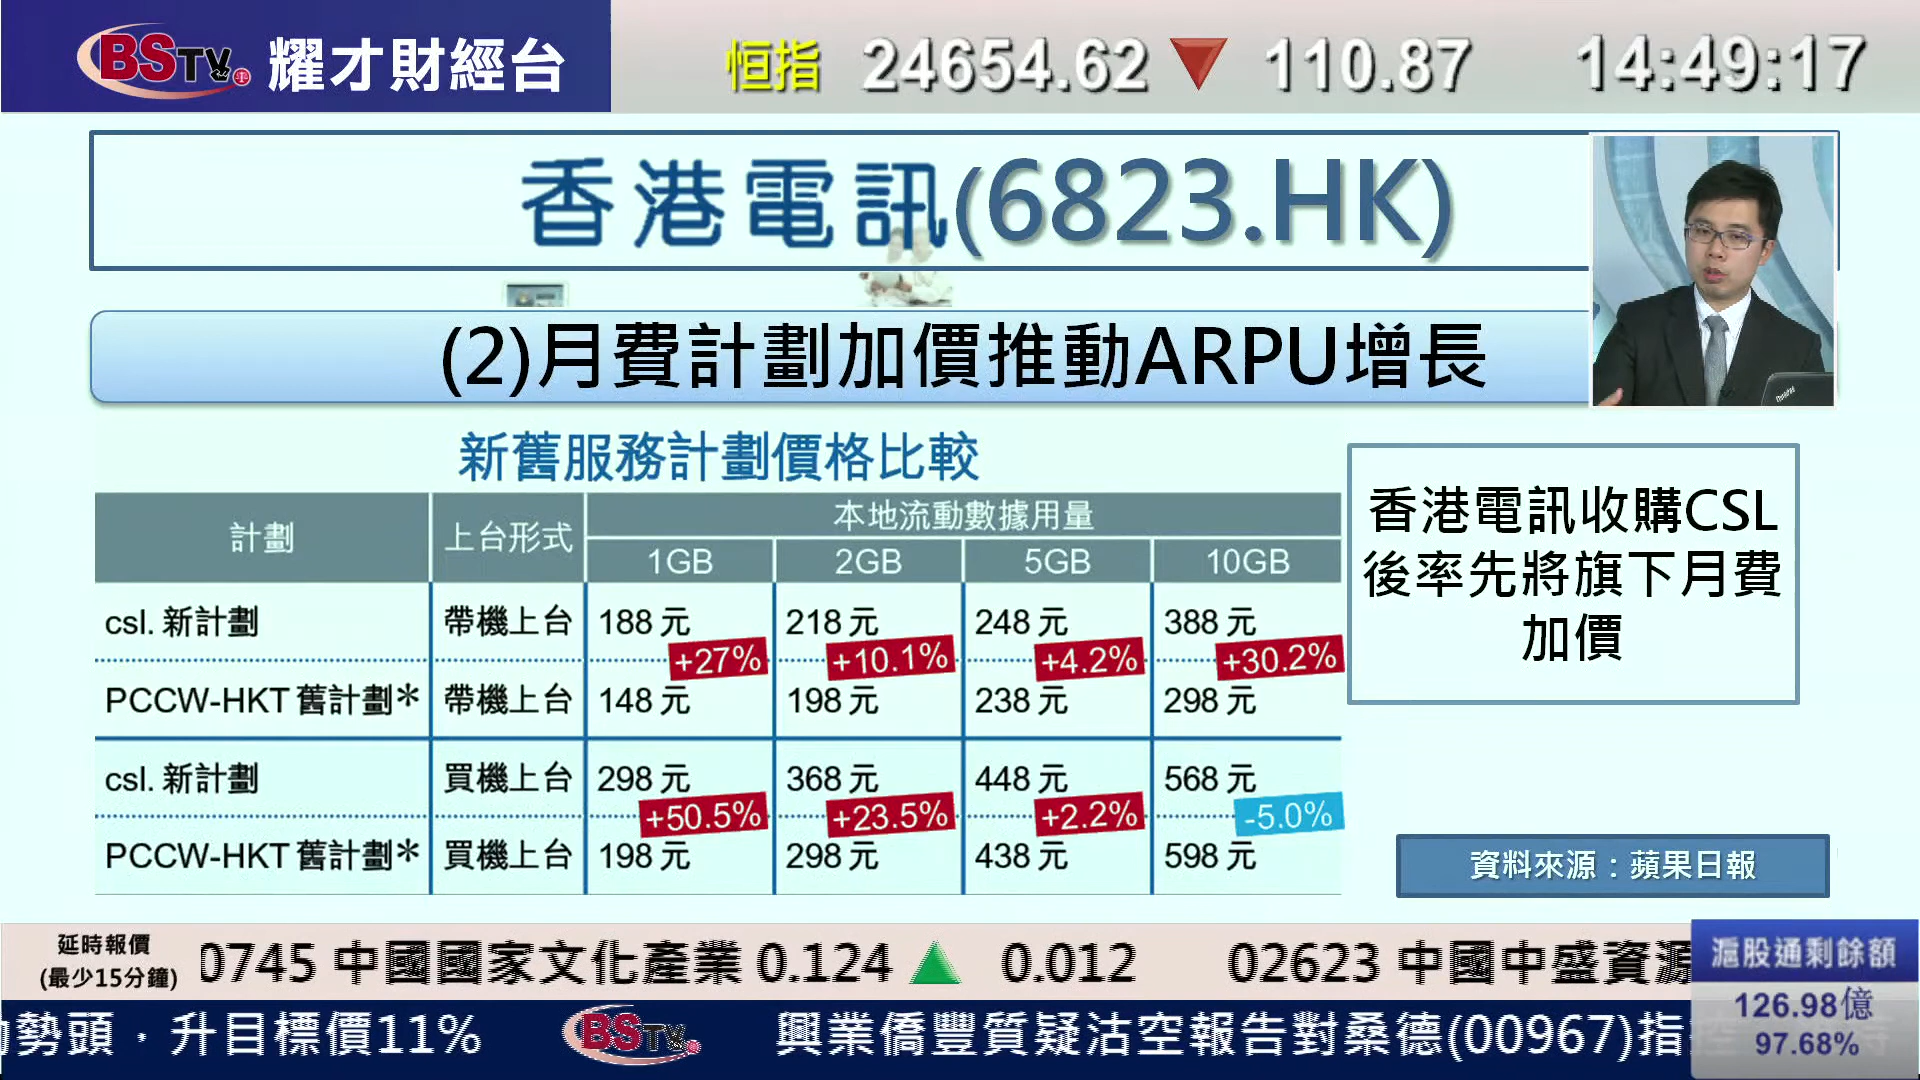 BSTV 耀才財經台
恒指 24654.62 ▼ 110.87 14:49:17
香港電訊(6823.HK)
(2)月費計劃加價推動ARPU增長
新舊服務計劃價格比較
計劃 上台形式 本地流動數據用量
1GB 2GB 5GB 10GB
csl. 新計劃 帶機上台 188元 218元 248元 388元
+27% +10.1% +4.2% +30.2%
PCCW-HKT 舊計劃* 帶機上台 148元 198元 238元 298元
csl. 新計劃 買機上台 298元 368元 448元 568元
+50.5% +23.5% +2.2% -5.0%
PCCW-HKT 舊計劃* 買機上台 198元 298元 438元 598元
香港電訊收購CSL
後率先將旗下月費
加價
資料來源：蘋果日報
延時報價
(最少15分鐘)
0745 中國國家文化產業 0.124 ▲ 0.012 02623 中國中盛資源
滬股通剩餘額
126.98億
97.68%
勢頭，升目標價11% BSTV 興業僑豐質疑沽空報告對桑德(00967)指